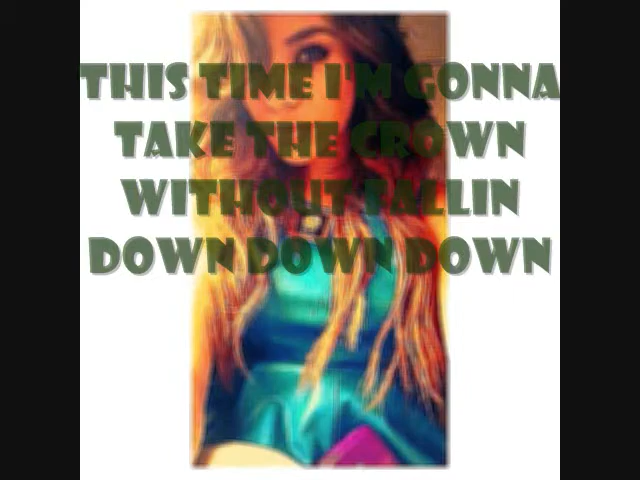 THIS TIME I'M GONNA
TAKE THE CROWN
WITHOUT FALLIN
DOWN DOWN DOWN